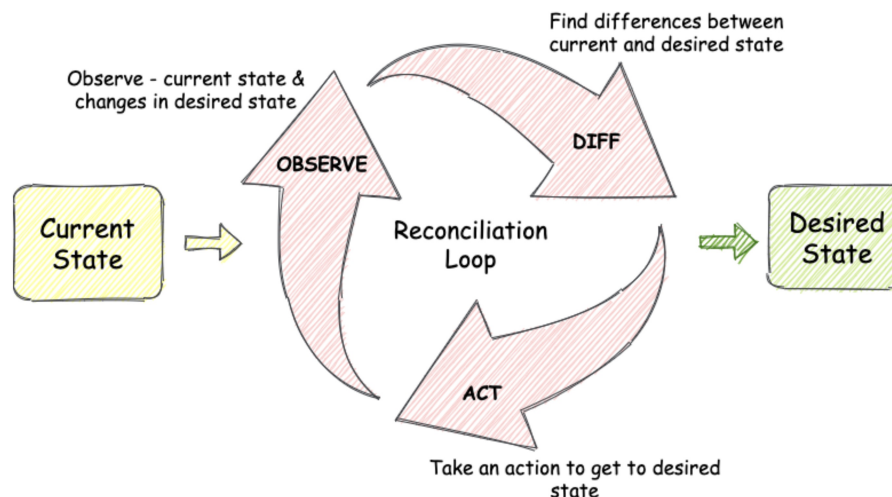 Find differences between
current and desired state
Observe - current state &
changes in desired state
DIFF
OBSERVE
Current
State
Reconciliation
Loop
Desired
State
ACT
Take an action to get to desired
state